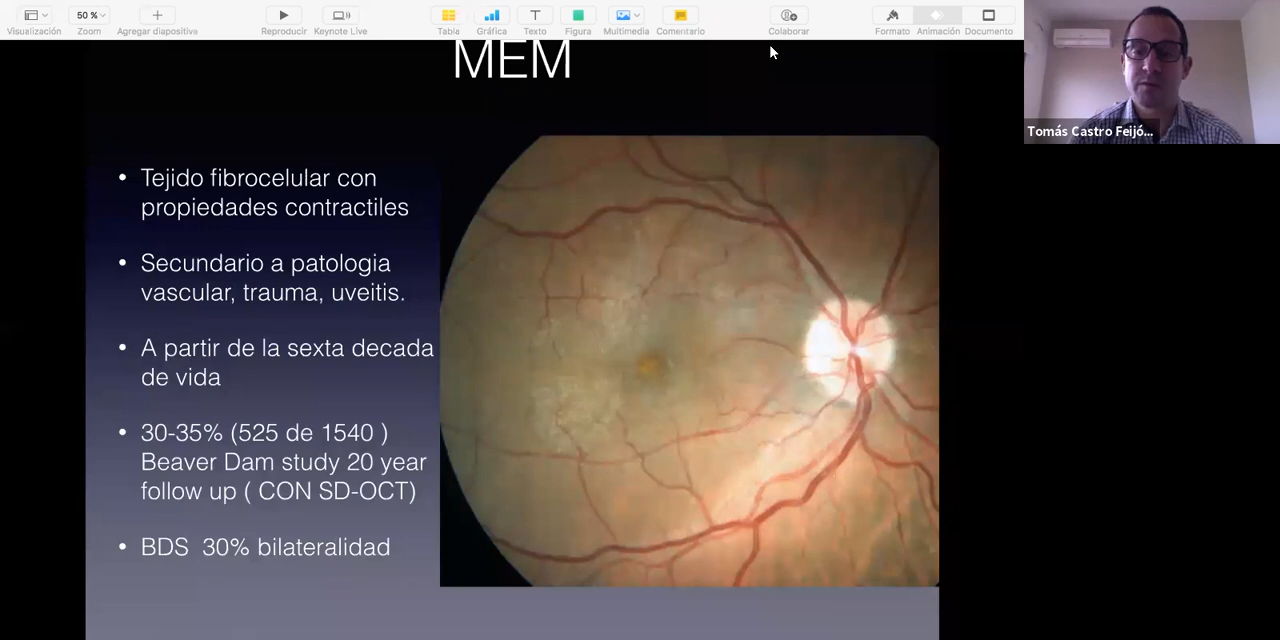 Visualización
50 %
Zoom
Agregar diapositiva
Reproducir
Keynote Live
Tabla
Gráfica
Texto
Figura
Multimedia
Comentario
Colaborar
Formato
Animación
Documento
MEM
• Tejido fibrocelular con
propiedades contractiles
• Secundario a patologia
vascular, trauma, uveitis.
• A partir de la sexta decada
de vida
• 30-35% (525 de 1540 )
Beaver Dam study 20 year
follow up ( CON SD-OCT)
• BDS 30% bilateralidad
Tomás Castro Feijó...